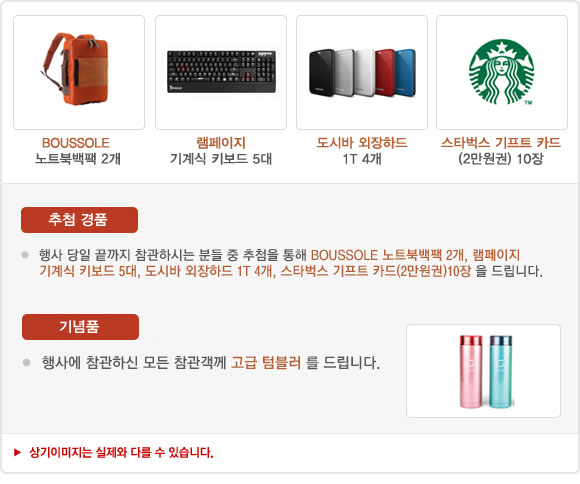 BOUSSOLE
노트북백팩 2개
램페이지
기계식 키보드 5대
도시바 외장하드
1T 4개
스타벅스 기프트 카드
(2만원권) 10장
추첨 경품
행사 당일 끝까지 참관하시는 분들 중 추첨을 통해 BOUSSOLE 노트북백팩 2개, 램페이지
기계식 키보드 5대, 도시바 외장하드 1T 4개, 스타벅스 기프트 카드(2만원권)10장 을 드립니다.
기념품
행사에 참관하신 모든 참관객께 고급 텀블러 를 드립니다.
상기이미지는 실제와 다를 수 있습니다.